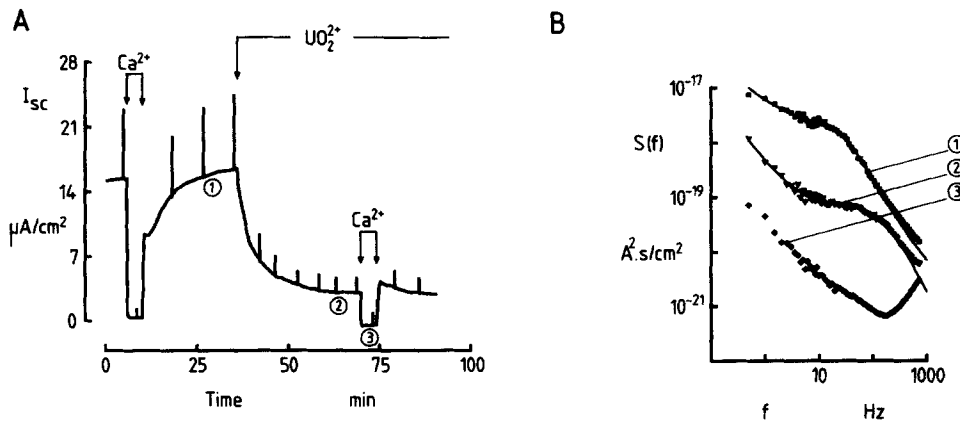 A
UO₂²⁺
28
Ca²⁺
I_SC
21
14
①
µA/cm²
Ca²⁺
7
②
0
③
0 25 50 75 100
Time min
B
10⁻¹⁷
S(f)
①
②
10⁻¹⁹
③
A².s/cm²
10⁻²¹
10 1000
f Hz